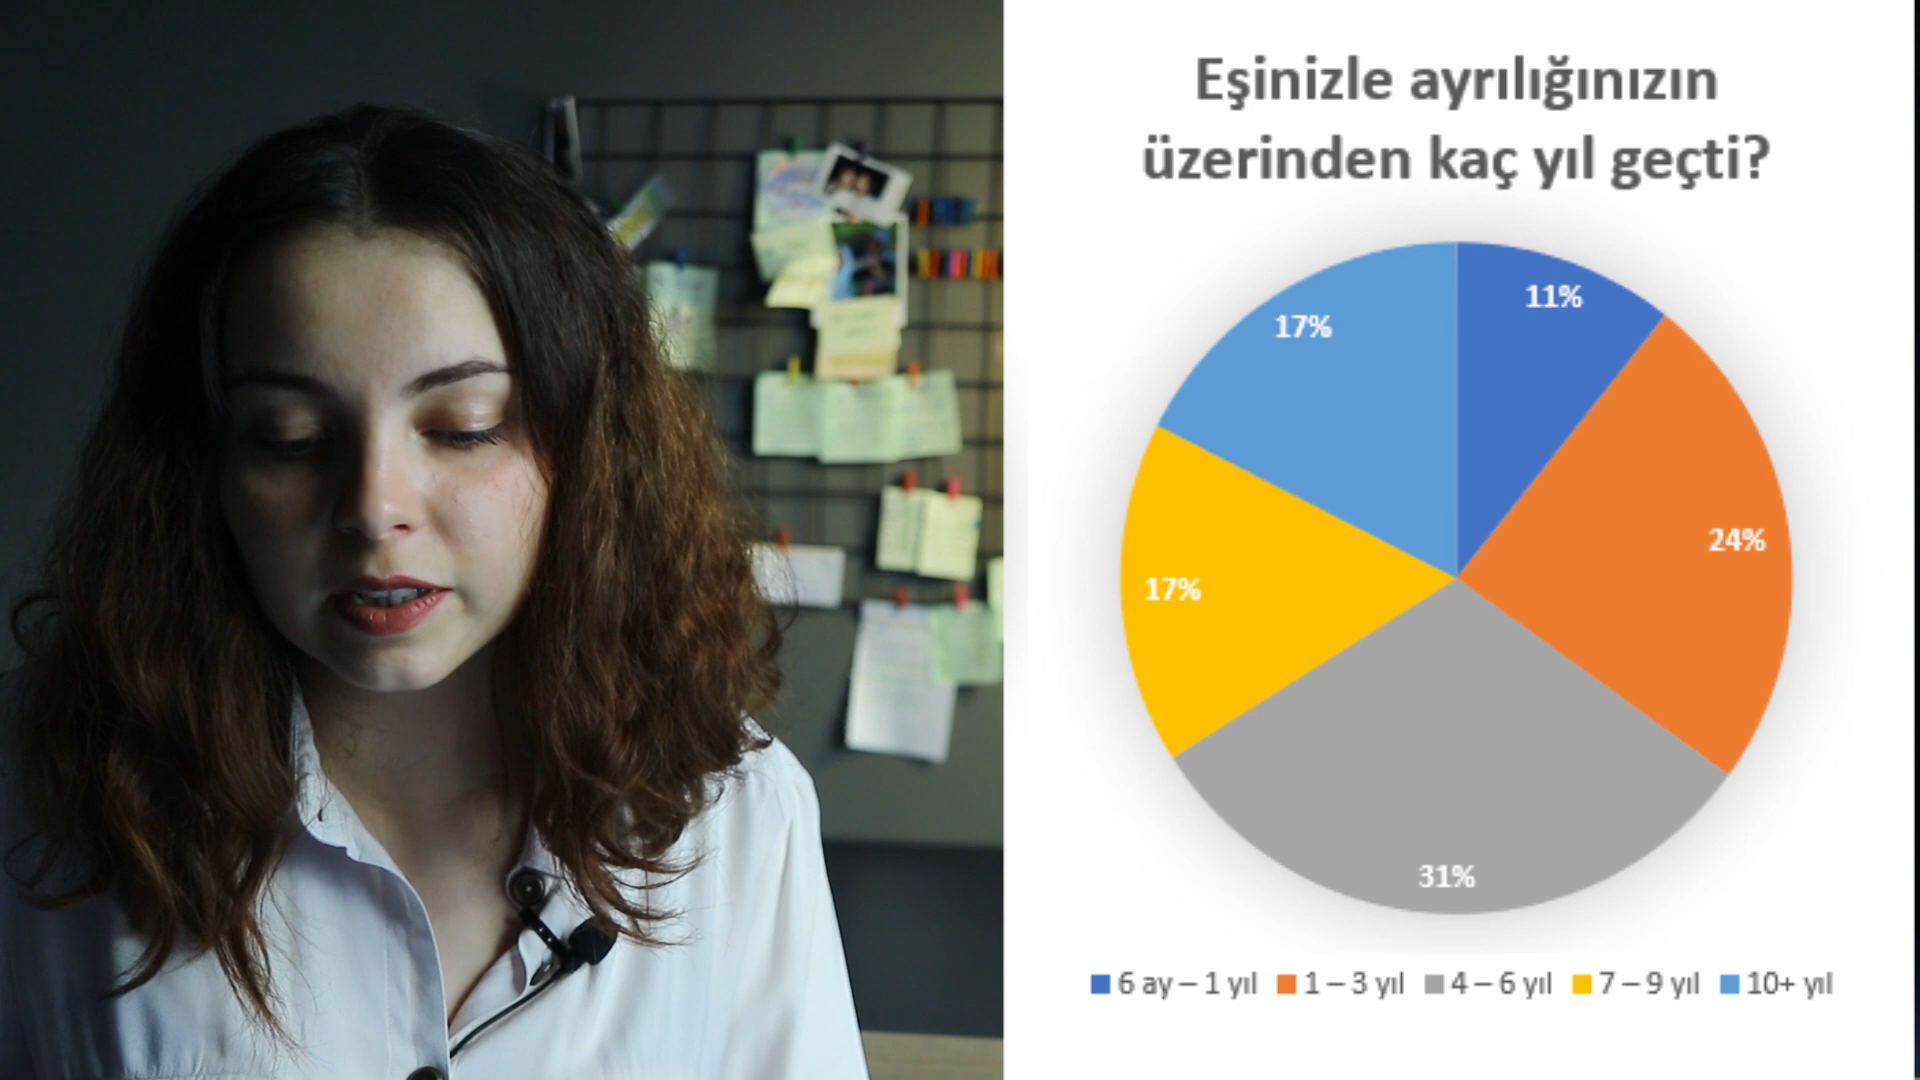 Eşinizle ayrılığınızın
üzerinden kaç yıl geçti?
11%
17%
24%
17%
31%
6 ay – 1 yıl 1 – 3 yıl 4 – 6 yıl 7 – 9 yıl 10+ yıl